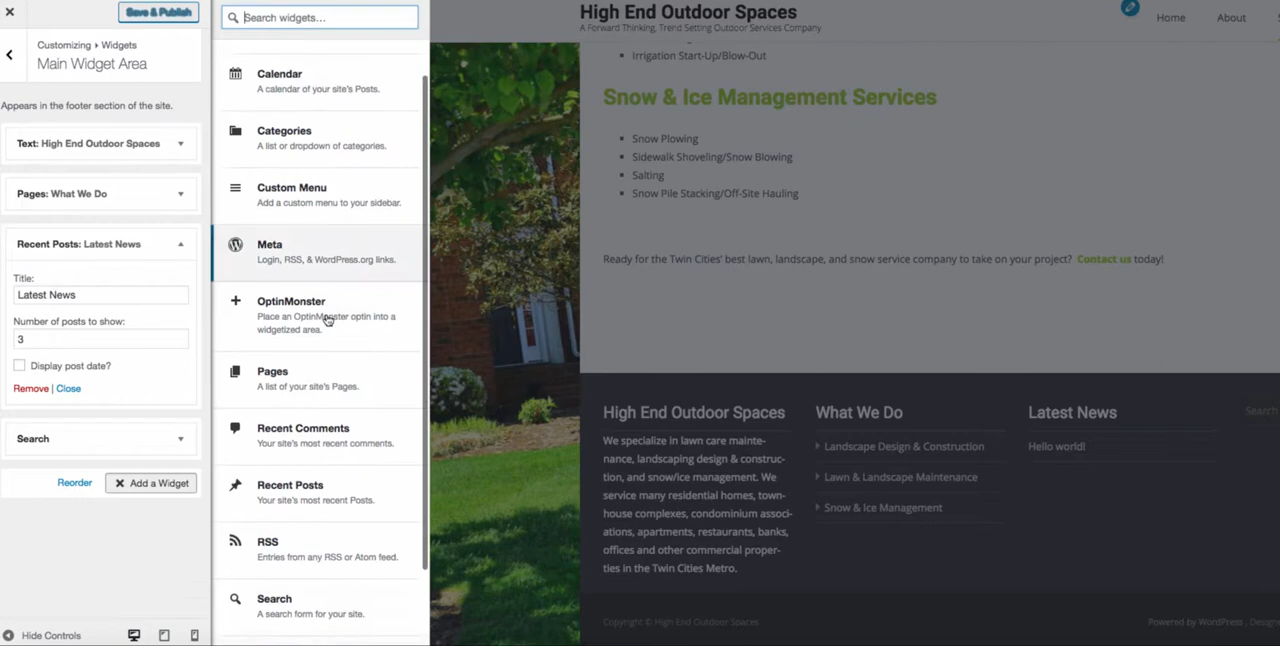 Save & Publish
Customizing ▸ Widgets
Main Widget Area
Appears in the footer section of the site.
Text: High End Outdoor Spaces
Pages: What We Do
Recent Posts: Latest News
Title:
Latest News
Number of posts to show:
3
Display post date?
Remove | Close
Search
Reorder
Add a Widget
Hide Controls
Search widgets…
Calendar
A calendar of your site's Posts.
Categories
A list or dropdown of categories.
Custom Menu
Add a custom menu to your sidebar.
Meta
Login, RSS, & WordPress.org links.
OptinMonster
Place an OptinMonster optin into a
widgetized area.
Pages
A list of your site's Pages.
Recent Comments
Your site's most recent comments.
Recent Posts
Your site's most recent Posts.
RSS
Entries from any RSS or Atom feed.
Search
A search form for your site.
High End Outdoor Spaces
A Forward Thinking, Trend Setting Outdoor Services Company
Home
About
Irrigation Start-Up/Blow-Out
Snow & Ice Management Services
Snow Plowing
Sidewalk Shoveling/Snow Blowing
Salting
Snow Pile Stacking/Off-Site Hauling
Ready for the Twin Cities' best lawn, landscape, and snow service company to take on your project? Contact us today!
High End Outdoor Spaces
We specialize in lawn care mainte-
nance, landscaping design & construc-
tion, and snow/ice management. We
service many residential homes, town-
house complexes, condominium associ-
ations, apartments, restaurants, banks,
offices and other commercial proper-
ties in the Twin Cities Metro.
What We Do
Landscape Design & Construction
Lawn & Landscape Maintenance
Snow & Ice Management
Latest News
Hello world!
Search
Copyright © High End Outdoor Spaces
Powered by WordPress , Design